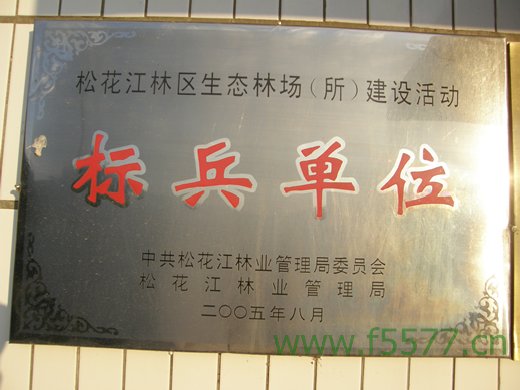 松花江林区生态林场(所)建设活动
标兵单位
中共松花江林业管理局委员会
松花江林业管理局
二〇〇五年八月
www.f5577.cn